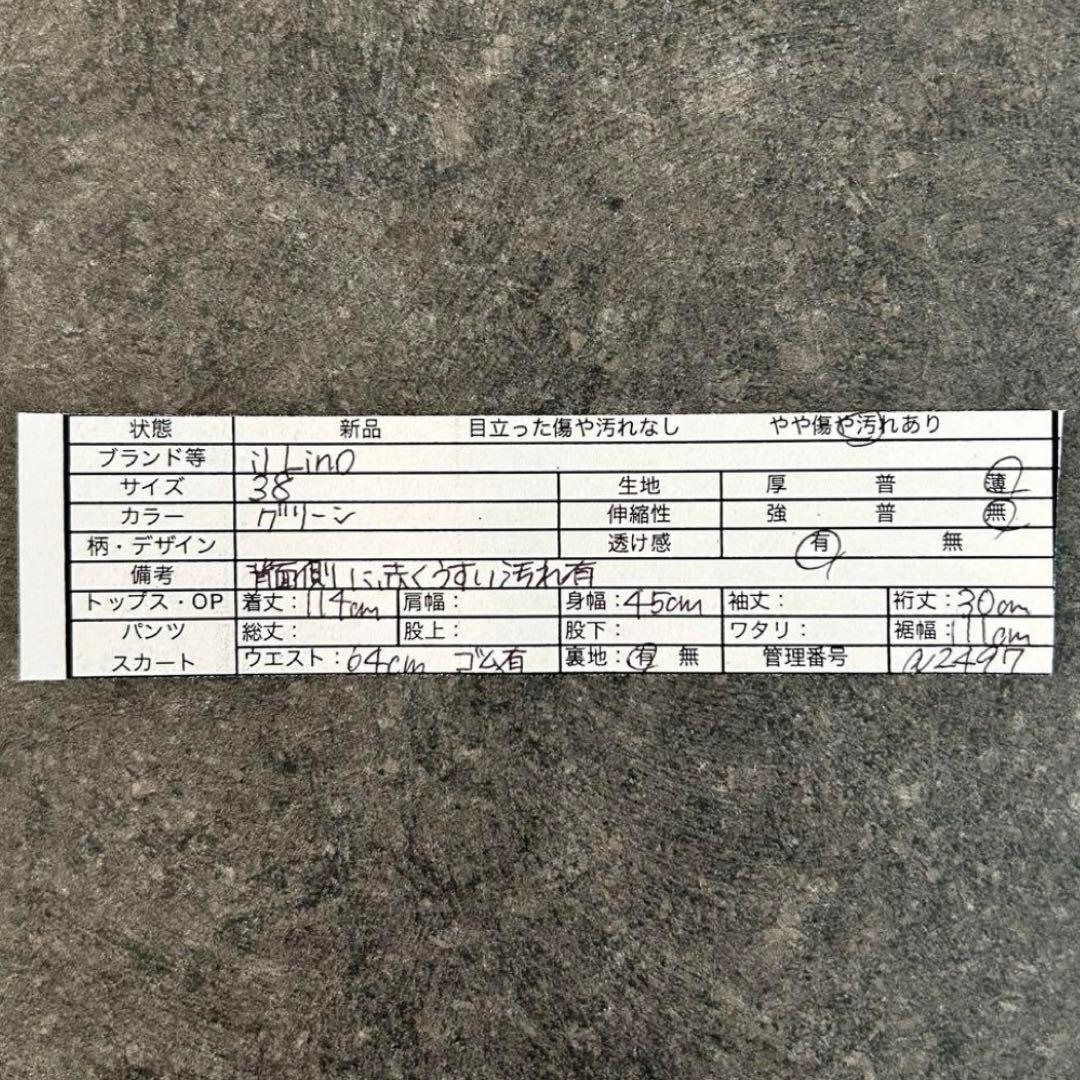 状態 新品 目立った傷や汚れなし やや傷や汚れあり
ブランド等 il Lino
サイズ 38 生地 厚 普 薄
カラー グリーン 伸縮性 強 普 無
柄・デザイン 透け感 有 無
備考 背面側に赤くうすい汚れ有
トップス・OP 着丈：114cm 肩幅： 身幅：45cm 袖丈： 裄丈：30cm
パンツ 総丈： 股上： 股下： ワタリ： 裾幅：111cm
スカート ウエスト：64cm ゴム有 裏地：有 無 管理番号 a2497